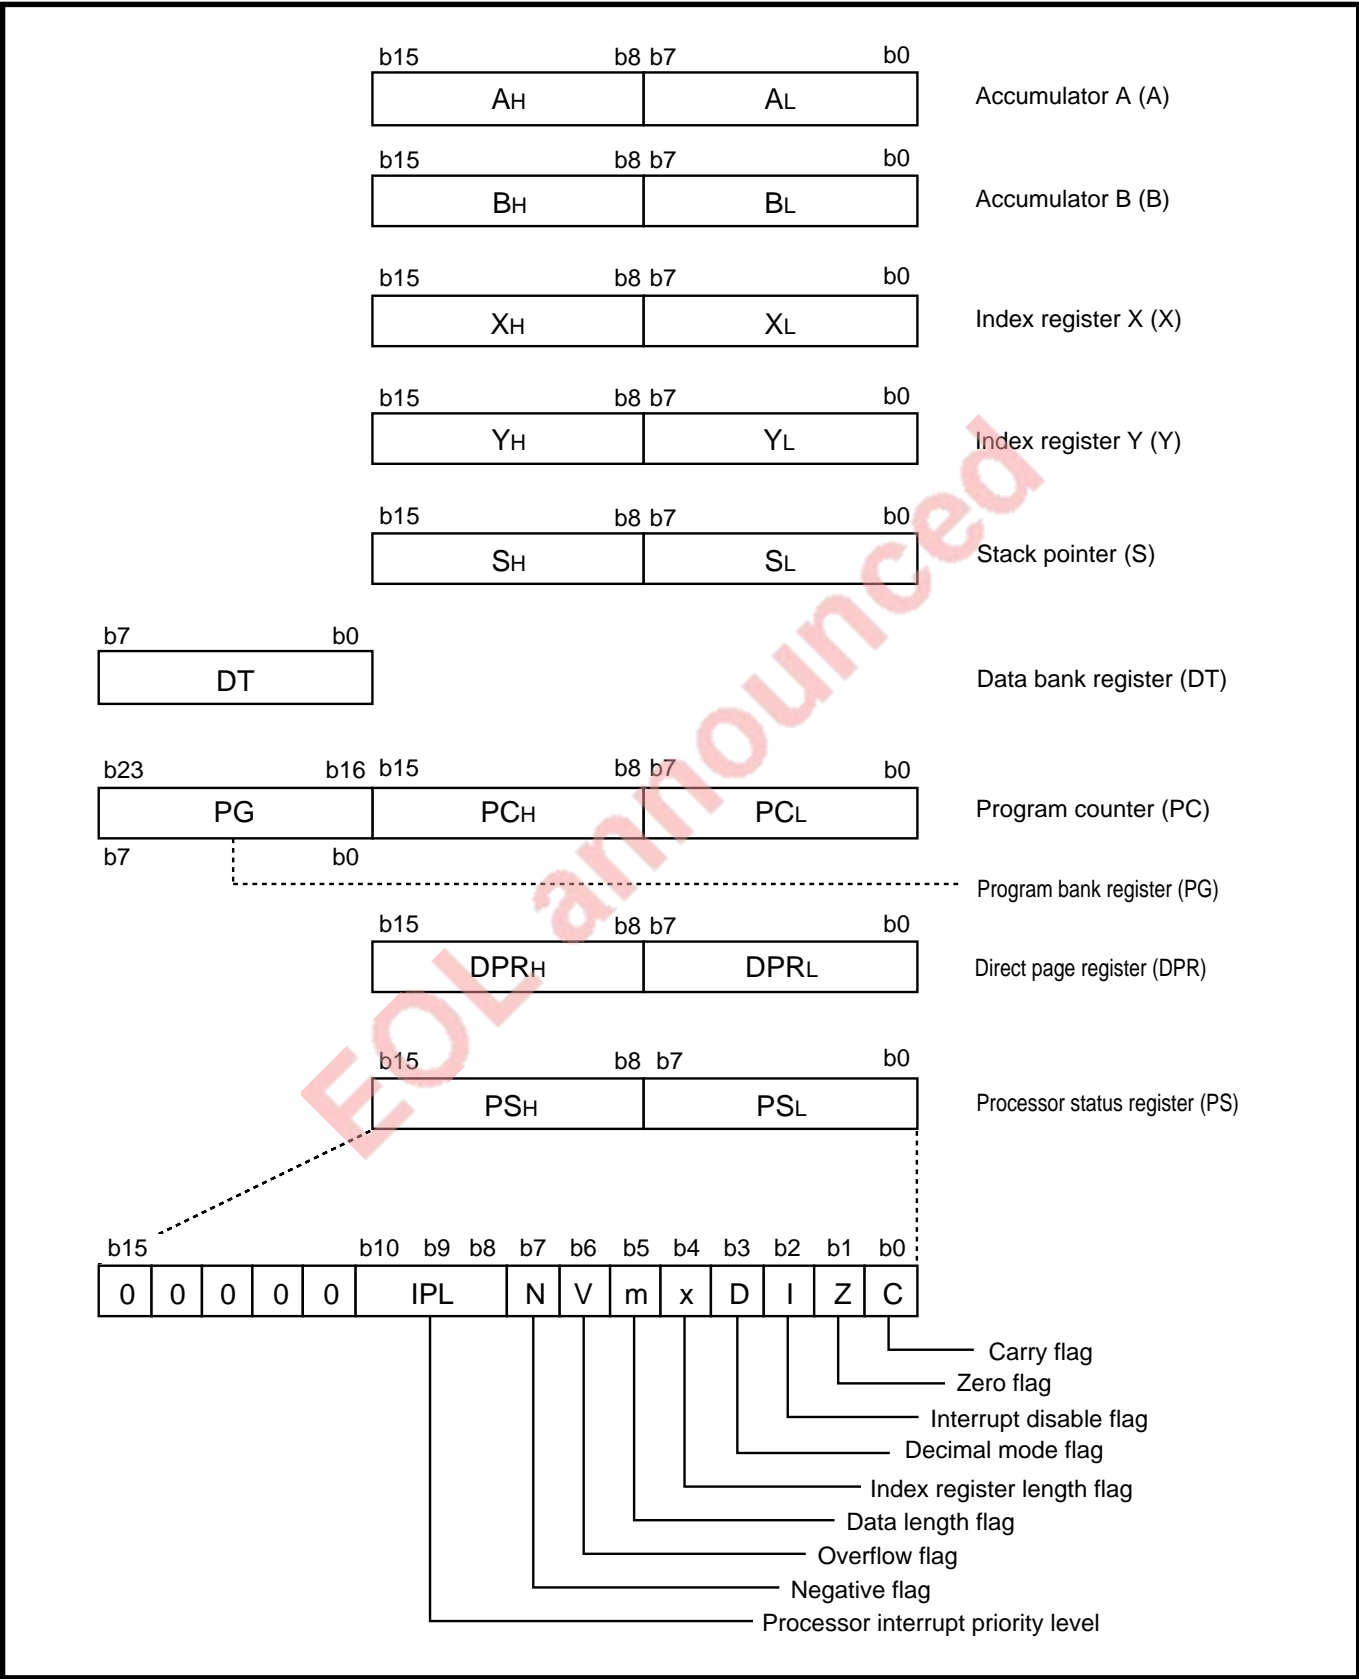 b15 b8 b7 b0
AH AL Accumulator A (A)
b15 b8 b7 b0
BH BL Accumulator B (B)
b15 b8 b7 b0
XH XL Index register X (X)
b15 b8 b7 b0
YH YL Index register Y (Y)
b15 b8 b7 b0
SH SL Stack pointer (S)
b7 b0
DT Data bank register (DT)
b23 b16 b15 b8 b7 b0
PG PCH PCL Program counter (PC)
b7 b0
Program bank register (PG)
b15 b8 b7 b0
DPRH DPRL Direct page register (DPR)
b15 b8 b7 b0
PSH PSL Processor status register (PS)
b15 b10 b9 b8 b7 b6 b5 b4 b3 b2 b1 b0
0 0 0 0 0 IPL N V m x D I Z C
Carry flag
Zero flag
Interrupt disable flag
Decimal mode flag
Index register length flag
Data length flag
Overflow flag
Negative flag
Processor interrupt priority level
EOL announced